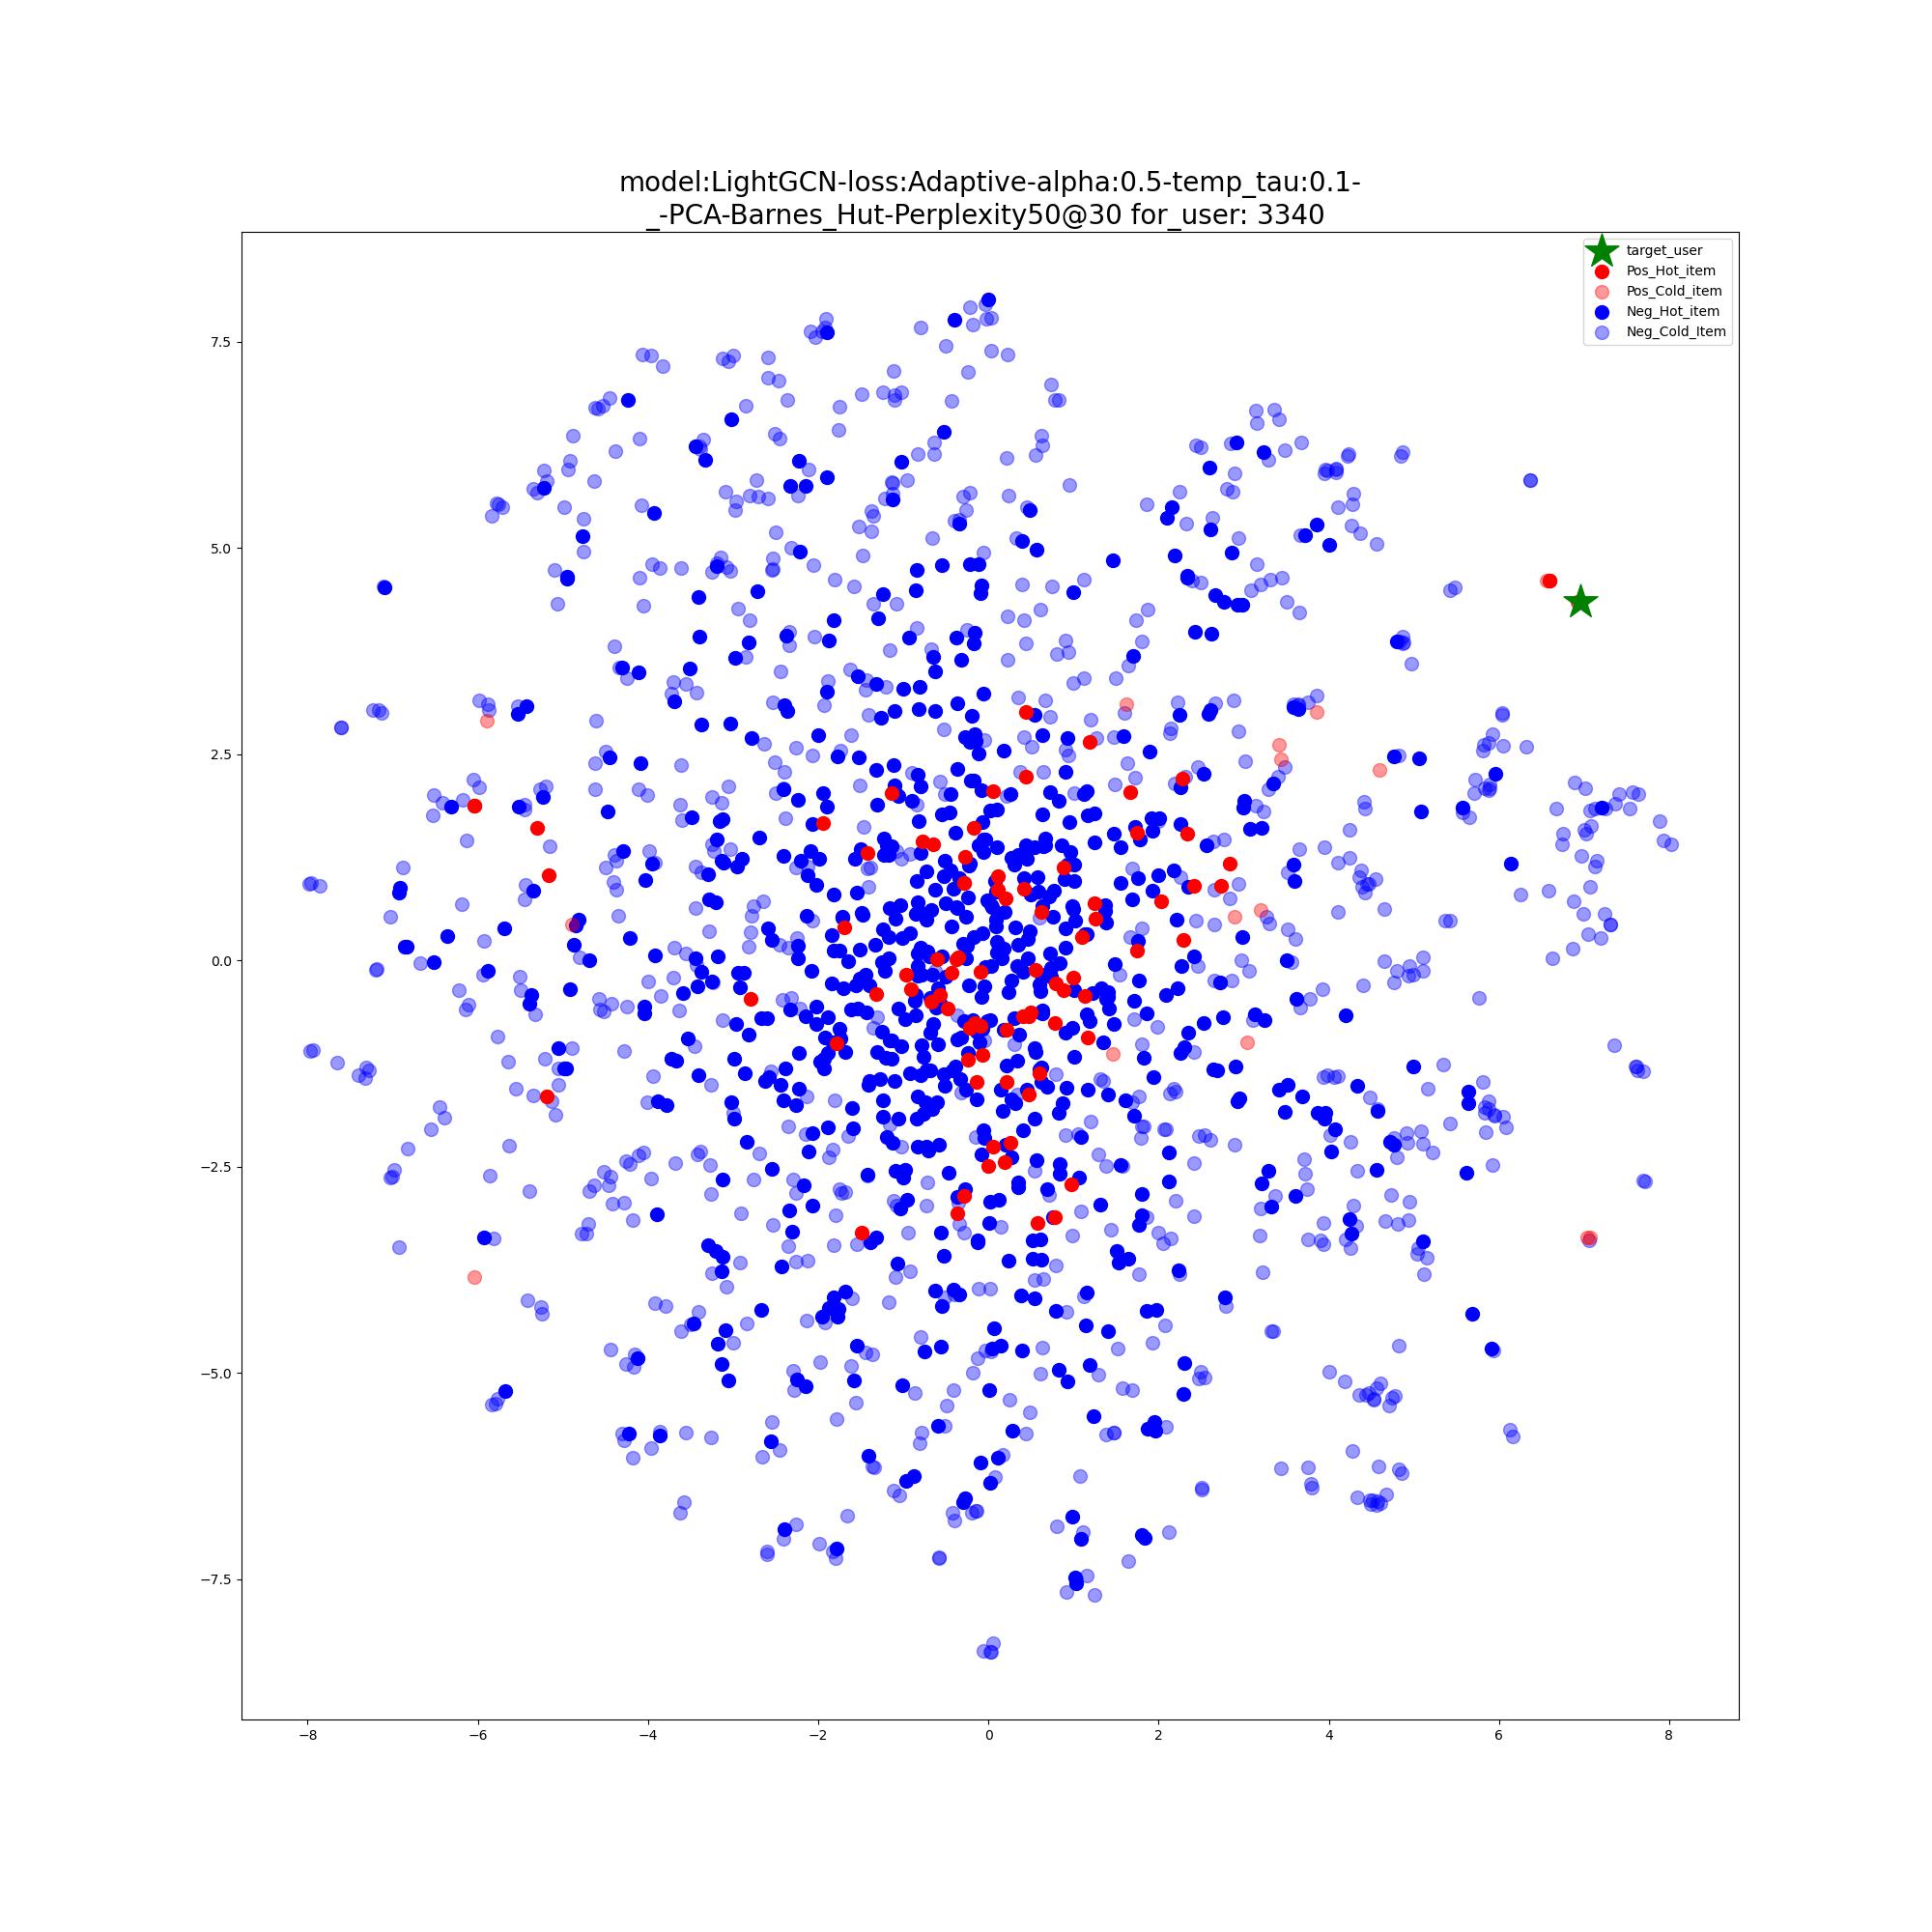 model:LightGCN-loss:Adaptive-alpha:0.5-temp_tau:0.1-
_-PCA-Barnes_Hut-Perplexity50@30 for_user: 3340
target_user
Pos_Hot_item
Pos_Cold_item
Neg_Hot_item
Neg_Cold_Item
7.5
5.0
2.5
0.0
−2.5
−5.0
−7.5
−8 −6 −4 −2 0 2 4 6 8